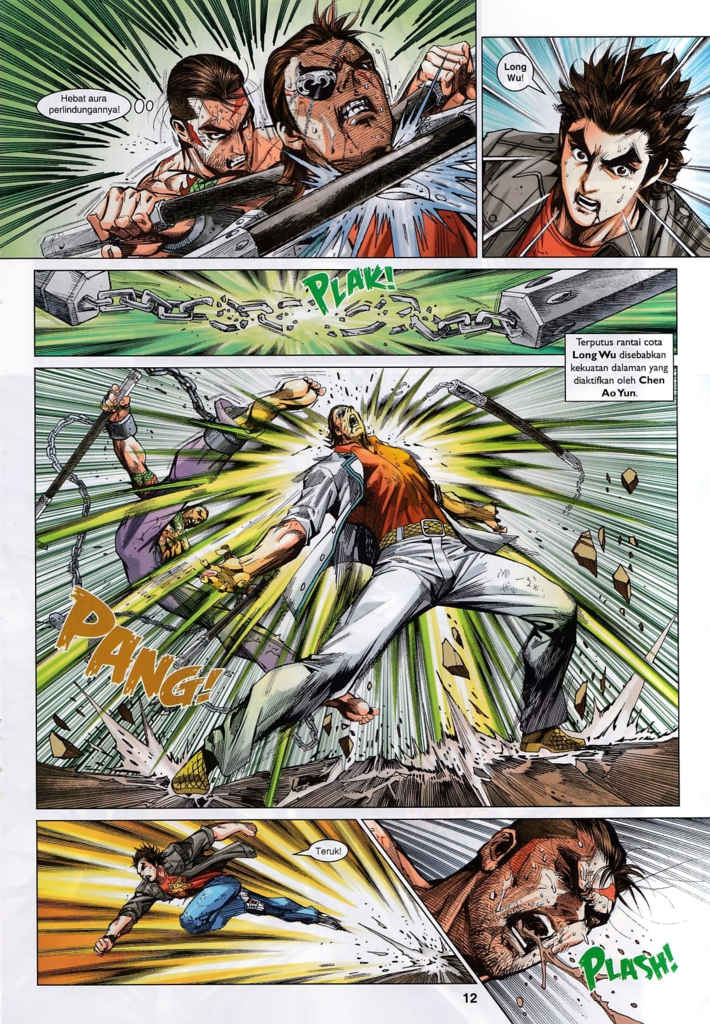 Hebat aura
perlindungannya!
Long
Wu!
PLAK!
Terputus rantai cota
Long Wu disebabkan
kekuatan dalaman yang
diaktifkan oleh Chen
Ao Yun.
PANG!
Teruk!
PLASH!
12